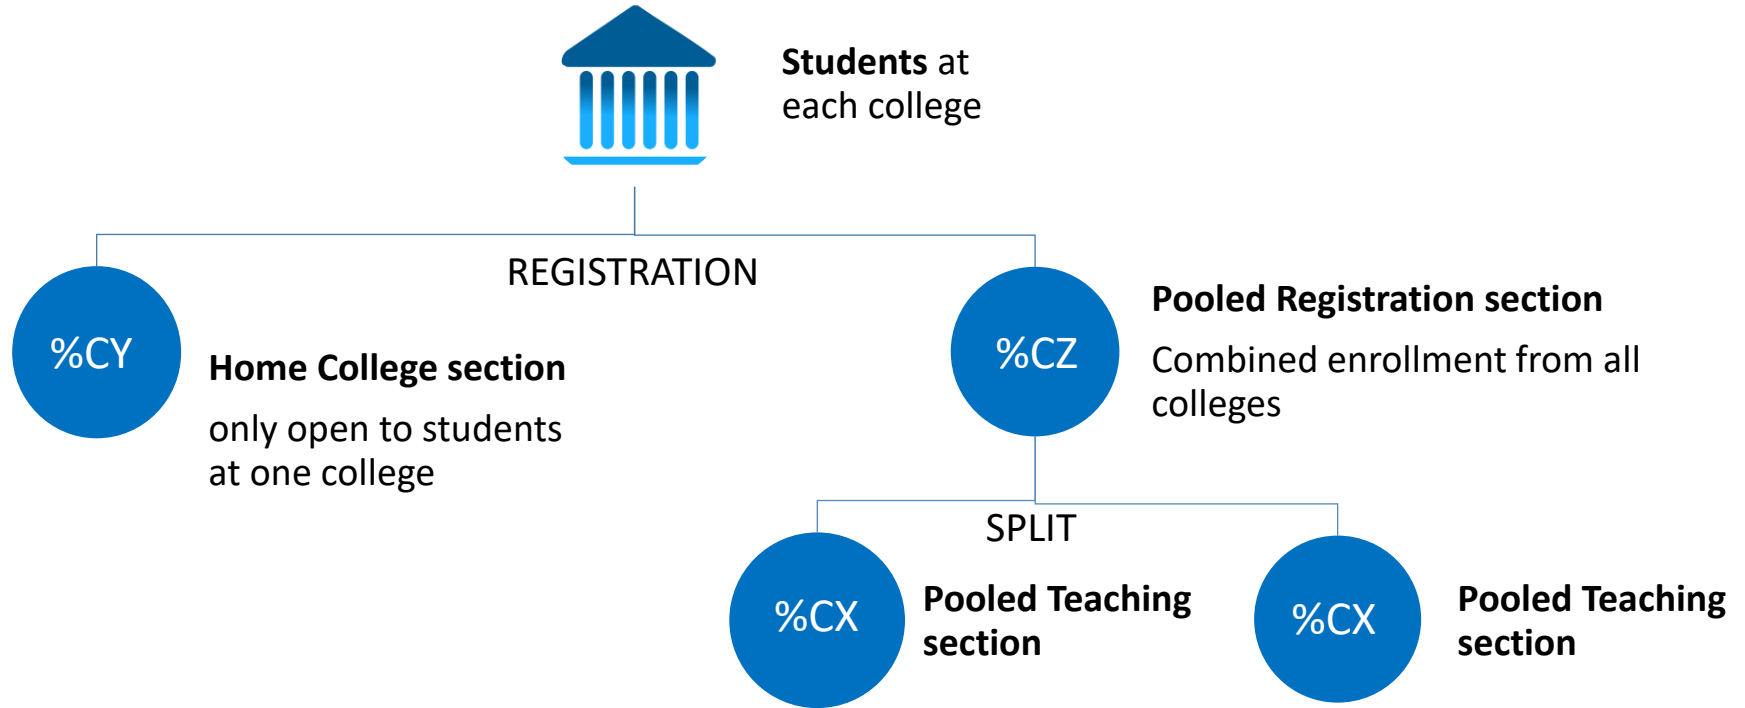 Students at
each college
REGISTRATION
%CY
Home College section
only open to students
at one college
%CZ
Pooled Registration section
Combined enrollment from all
colleges
SPLIT
%CX
Pooled Teaching
section
%CX
Pooled Teaching
section